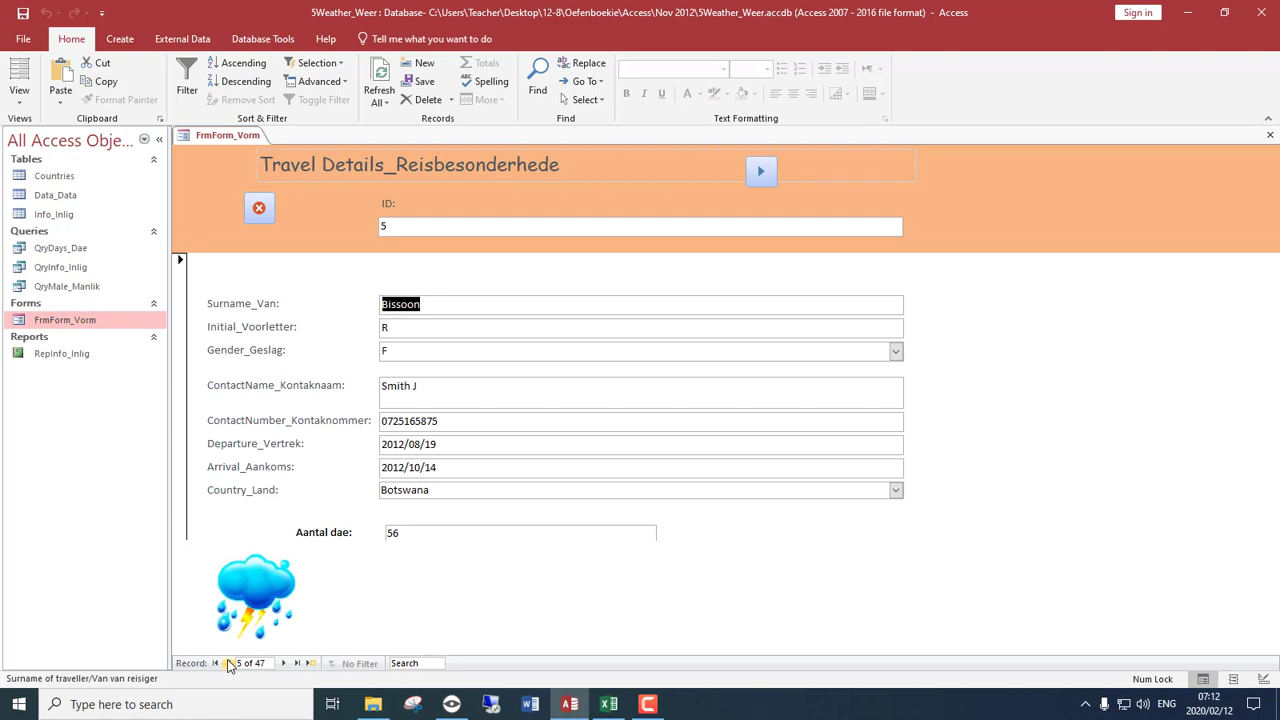 5Weather_Weer : Database- C:\Users\Teacher\Desktop\12-8\Oefenboekie\Access\Nov 2012\5Weather_Weer.accdb (Access 2007 - 2016 file format) - Access
Sign in
File Home Create External Data Database Tools Help Tell me what you want to do
View
Views
Paste
Cut
Copy
Format Painter
Clipboard
Filter
Ascending
Descending
Remove Sort
Selection
Advanced
Toggle Filter
Sort & Filter
Refresh All
New
Save
Delete
Totals
Spelling
More
Records
Find
Replace
Go To
Select
Find
B I U A
Text Formatting
All Access Obje...
Tables
Countries
Data_Data
Info_Inlig
Queries
QryDays_Dae
QryInfo_Inlig
QryMale_Manlik
Forms
FrmForm_Vorm
Reports
RepInfo_Inlig
FrmForm_Vorm
Travel Details_Reisbesonderhede
ID:
5
Surname_Van: Bissoon
Initial_Voorletter: R
Gender_Geslag: F
ContactName_Kontaknaam: Smith J
ContactNumber_Kontaknommer: 0725165875
Departure_Vertrek: 2012/08/19
Arrival_Aankoms: 2012/10/14
Country_Land: Botswana
Aantal dae: 56
Record: 5 of 47 No Filter Search
Surname of traveller/Van van reisiger
Num Lock
Type here to search
ENG
07:12
2020/02/12